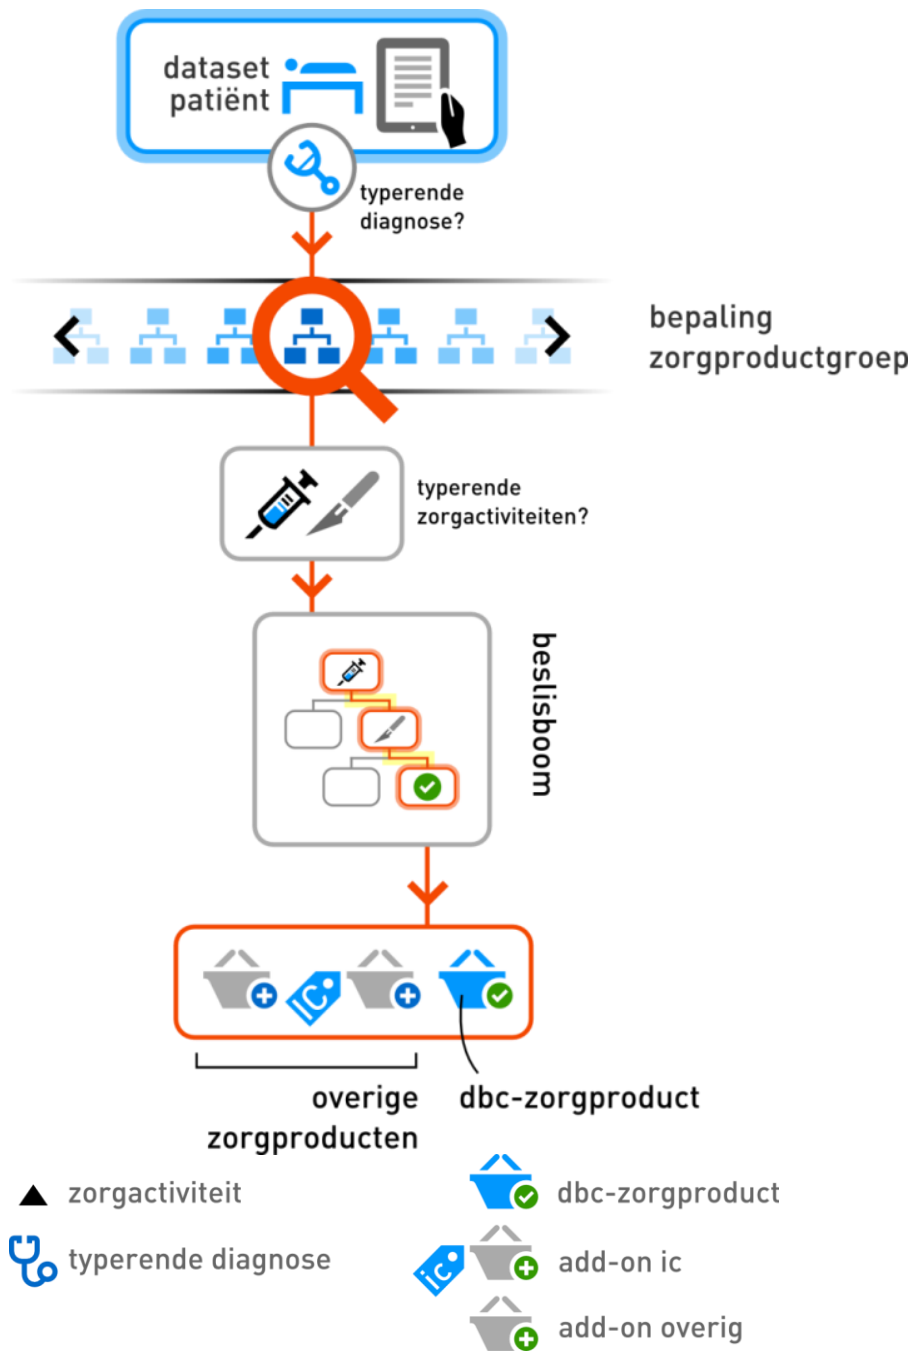 dataset
patiënt
typerende
diagnose?
bepaling
zorgproductgroep
typerende
zorgactiviteiten?
beslisboom
IC
overige
zorgproducten
dbc-zorgproduct
zorgactiviteit
dbc-zorgproduct
typerende diagnose
ic
add-on ic
add-on overig